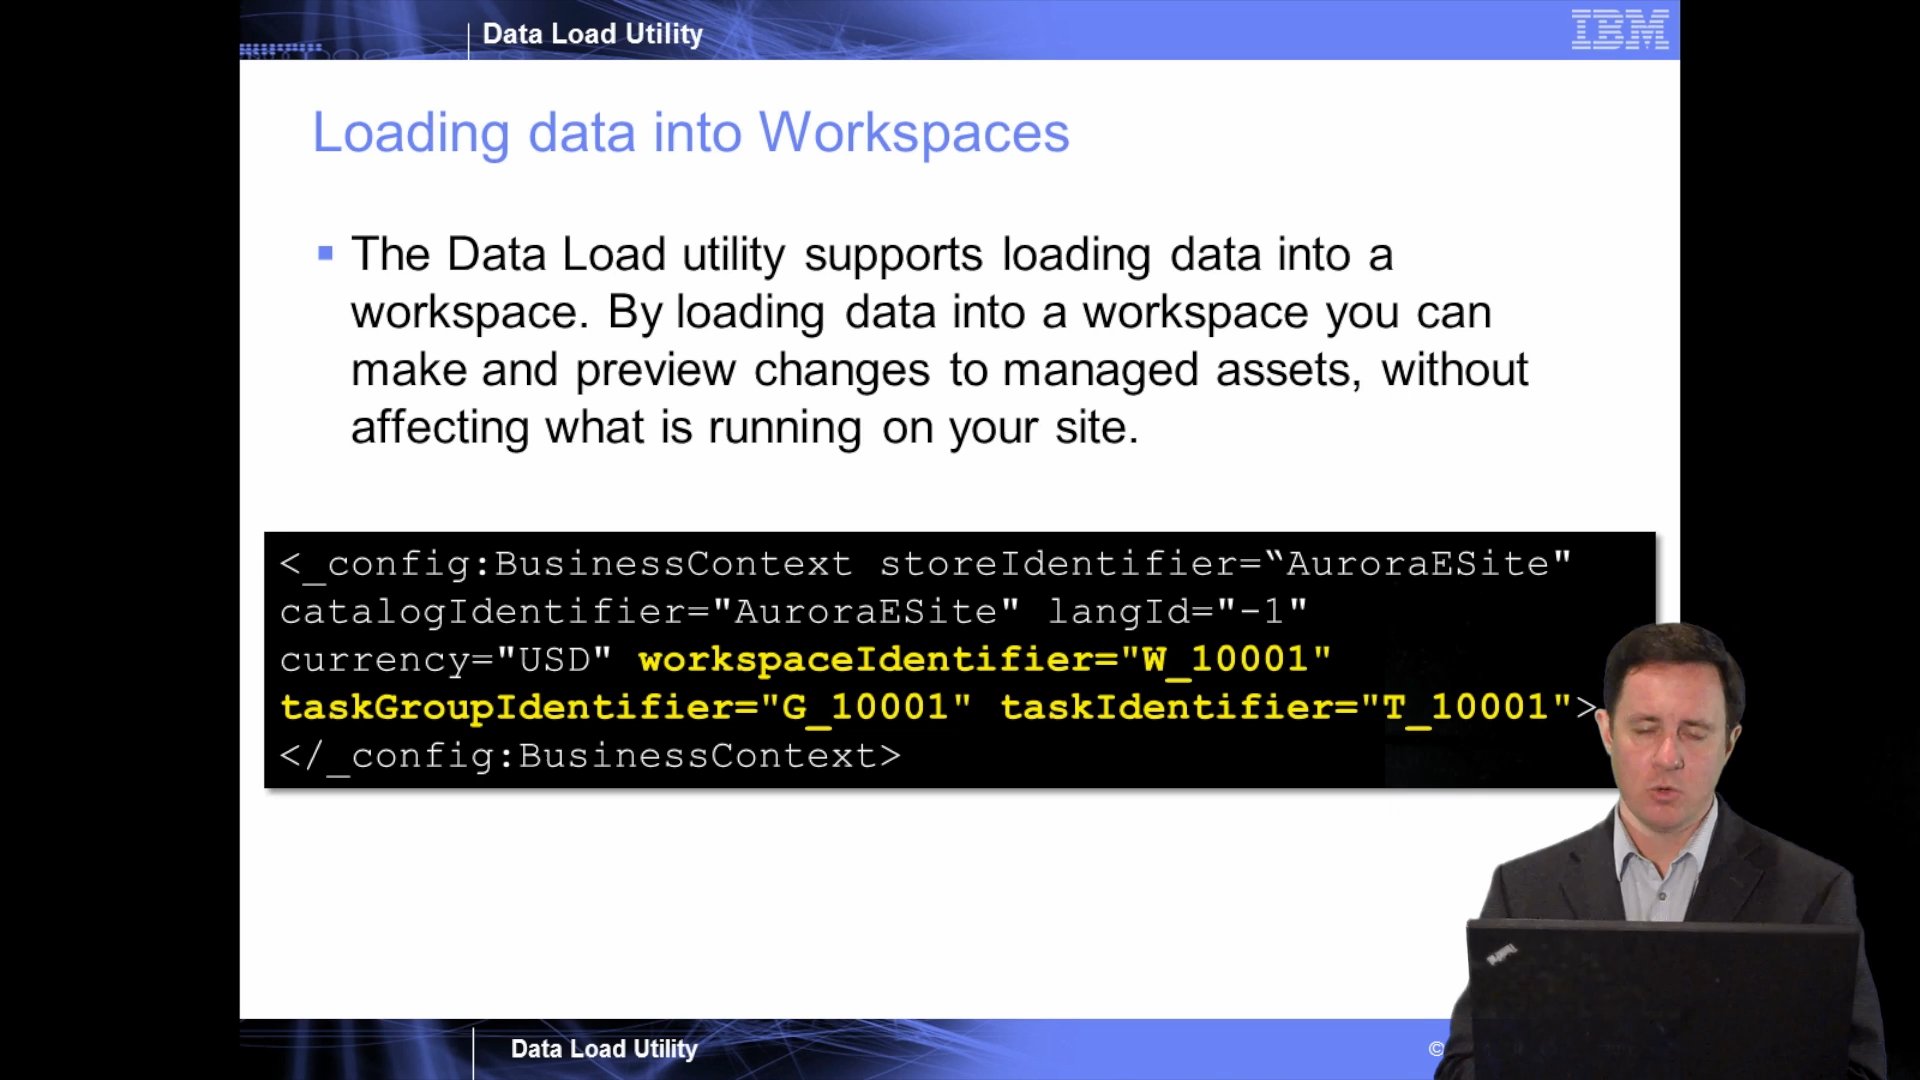 Data Load Utility
IBM
Loading data into Workspaces
The Data Load utility supports loading data into a
workspace. By loading data into a workspace you can
make and preview changes to managed assets, without
affecting what is running on your site.
<_config:BusinessContext storeIdentifier=“AuroraESite"
catalogIdentifier="AuroraESite" langId="-1"
currency="USD" workspaceIdentifier="W_10001"
taskGroupIdentifier="G_10001" taskIdentifier="T_10001">
</_config:BusinessContext>
Data Load Utility
©